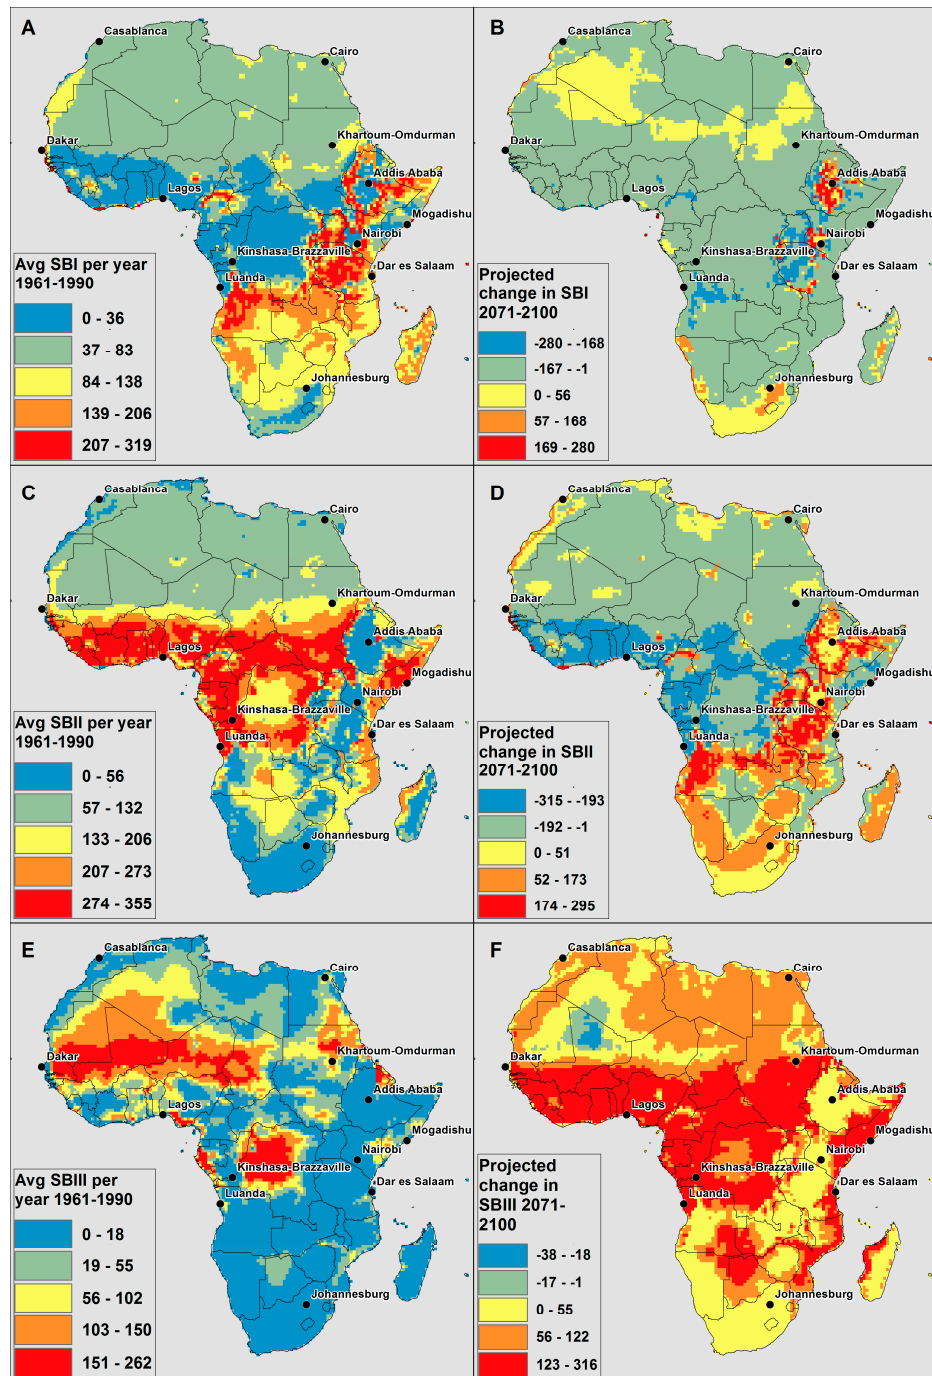 A
Casablanca
Cairo
Dakar
Khartoum-Omdurman
Addis Ababa
Lagos
Mogadishu
Nairobi
Kinshasa-Brazzaville
Dar es Salaam
Luanda
Johannesburg
Avg SBI per year
1961-1990
0 - 36
37 - 83
84 - 138
139 - 206
207 - 319
B
Casablanca
Cairo
Dakar
Khartoum-Omdurman
Addis Ababa
Lagos
Mogadishu
Nairobi
Kinshasa-Brazzaville
Dar es Salaam
Luanda
Johannesburg
Projected
change in SBI
2071-2100
-280 - -168
-167 - -1
0 - 56
57 - 168
169 - 280
C
Casablanca
Cairo
Dakar
Khartoum-Omdurman
Addis Ababa
Lagos
Mogadishu
Nairobi
Kinshasa-Brazzaville
Dar es Salaam
Luanda
Johannesburg
Avg SBII per year
1961-1990
0 - 56
57 - 132
133 - 206
207 - 273
274 - 355
D
Casablanca
Cairo
Dakar
Khartoum-Omdurman
Addis Ababa
Lagos
Mogadishu
Nairobi
Kinshasa-Brazzaville
Dar es Salaam
Luanda
Johannesburg
Projected
change in SBII
2071-2100
-315 - -193
-192 - -1
0 - 51
52 - 173
174 - 295
E
Casablanca
Cairo
Dakar
Khartoum-Omdurman
Addis Ababa
Lagos
Mogadishu
Nairobi
Kinshasa-Brazzaville
Dar es Salaam
Luanda
Johannesburg
Avg SBIII per
year 1961-1990
0 - 18
19 - 55
56 - 102
103 - 150
151 - 262
F
Casablanca
Cairo
Dakar
Khartoum-Omdurman
Addis Ababa
Lagos
Mogadishu
Nairobi
Kinshasa-Brazzaville
Dar es Salaam
Luanda
Johannesburg
Projected
change in
SBIII 2071-
2100
-38 - -18
-17 - -1
0 - 55
56 - 122
123 - 316